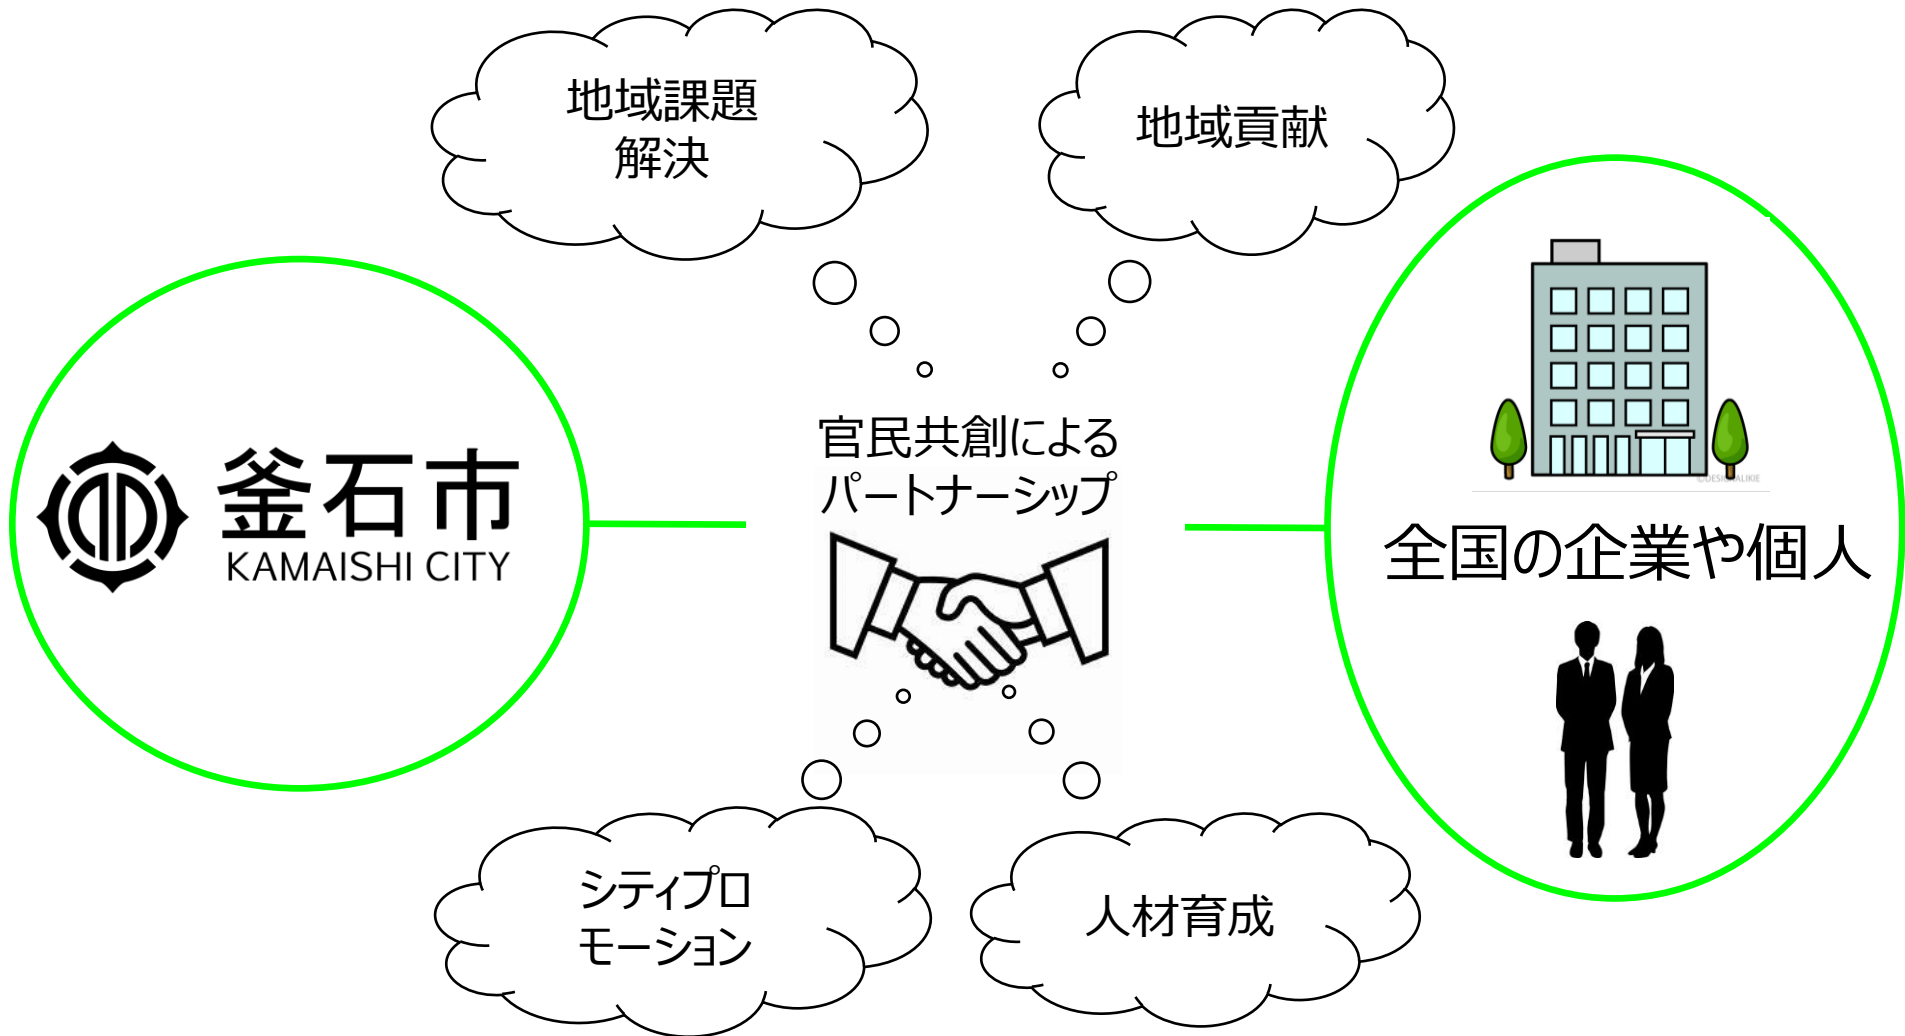 地域課題
解決
地域貢献
官民共創による
パートナーシップ
釜石市
KAMAISHI CITY
全国の企業や個人
シティプロ
モーション
人材育成